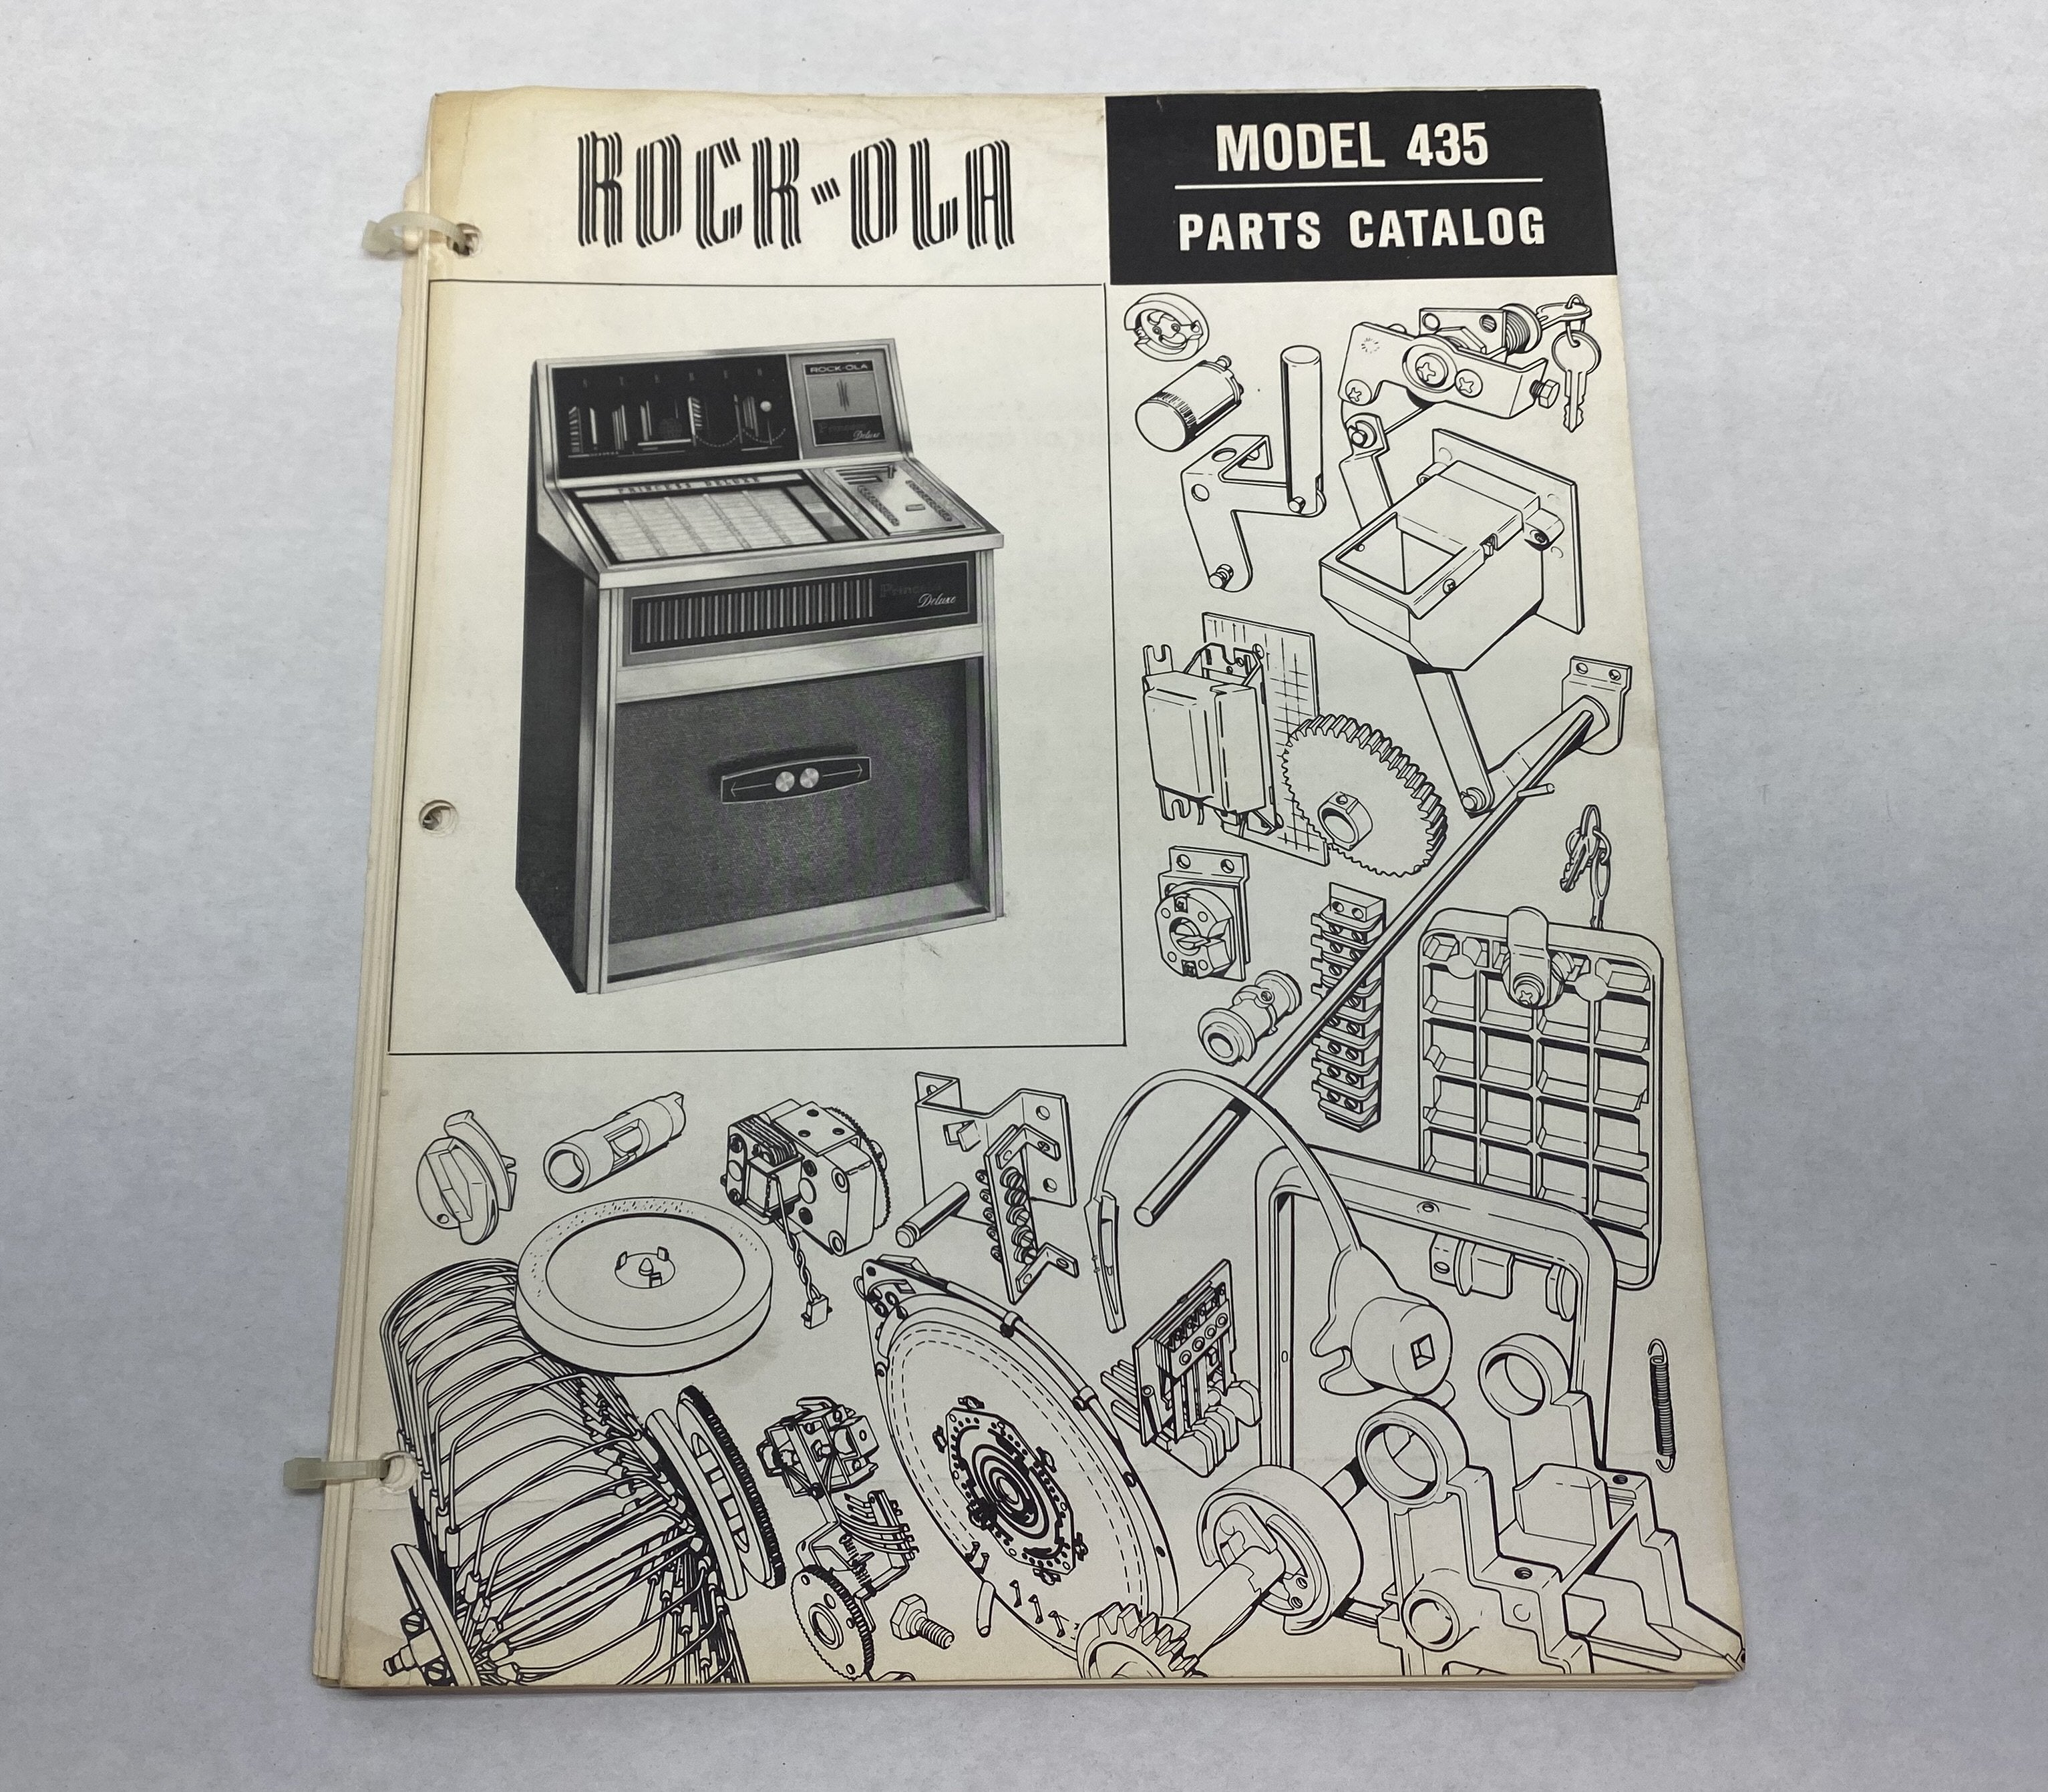 ROCK-OLA
MODEL 435
PARTS CATALOG
ROCK-OLA
Princess
Deluxe
PRINCESS DELUXE
Princess
Deluxe